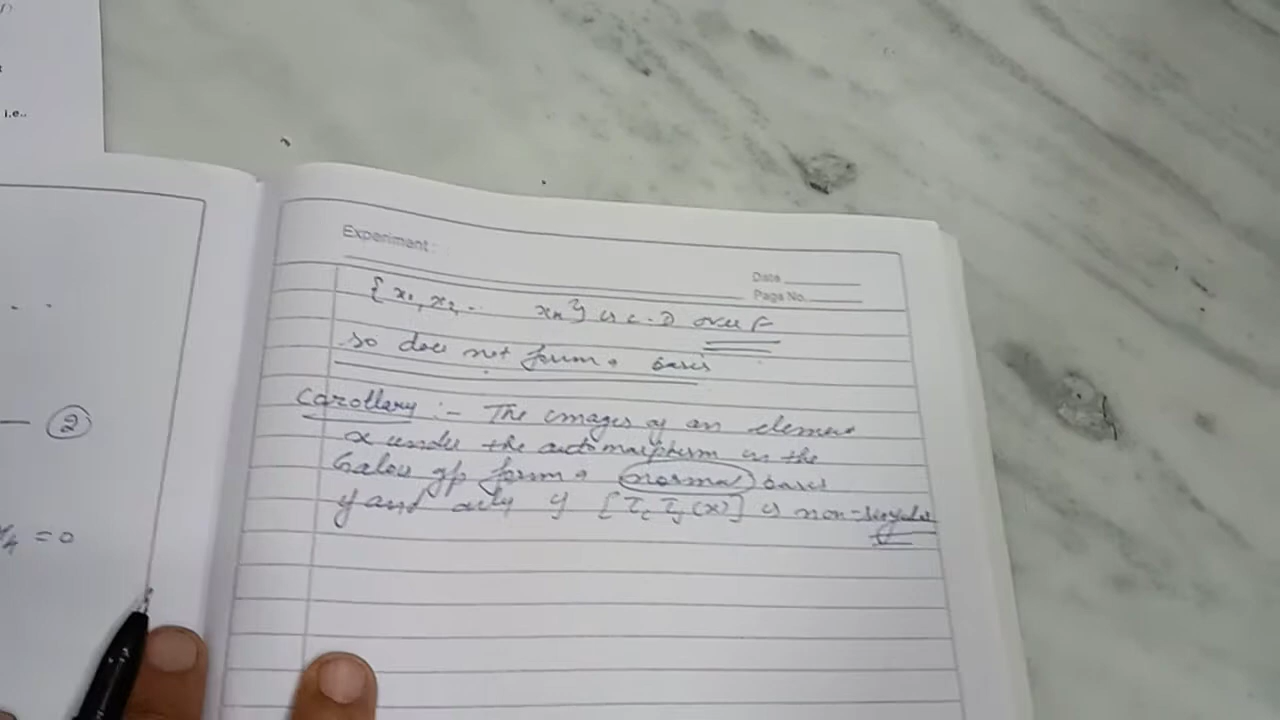 i.e..
Experiment :
Date
Page No.
{x₁, x₂, .. xₙ} is L.D over F
so does not form a basis
Corollary :- The images of an element
x under the automorphism in the
Galois gp form a normal basis
if and only if [τᵢ τⱼ(x)] is non-singular
②
= 0